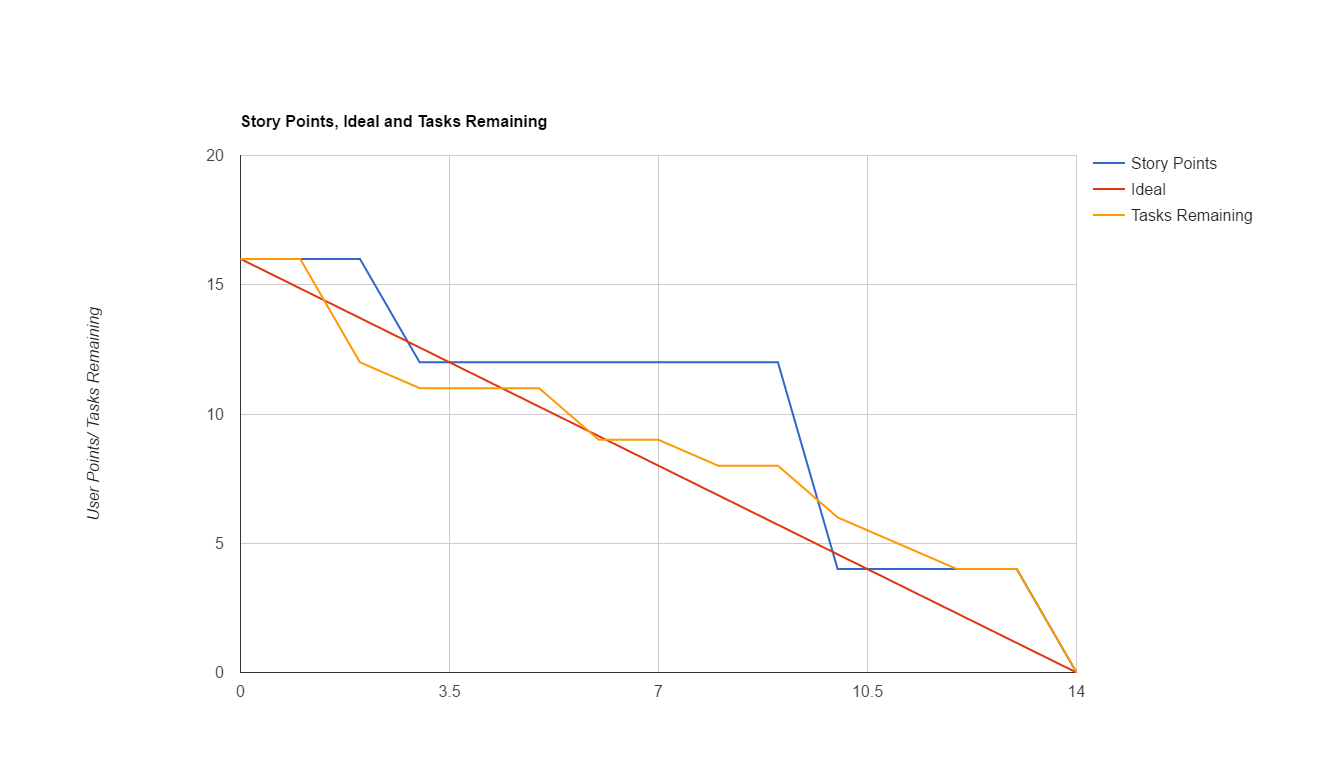 Story Points, Ideal and Tasks Remaining
20
15
10
5
0
0
3.5
7
10.5
14
User Points/ Tasks Remaining
Story Points
Ideal
Tasks Remaining